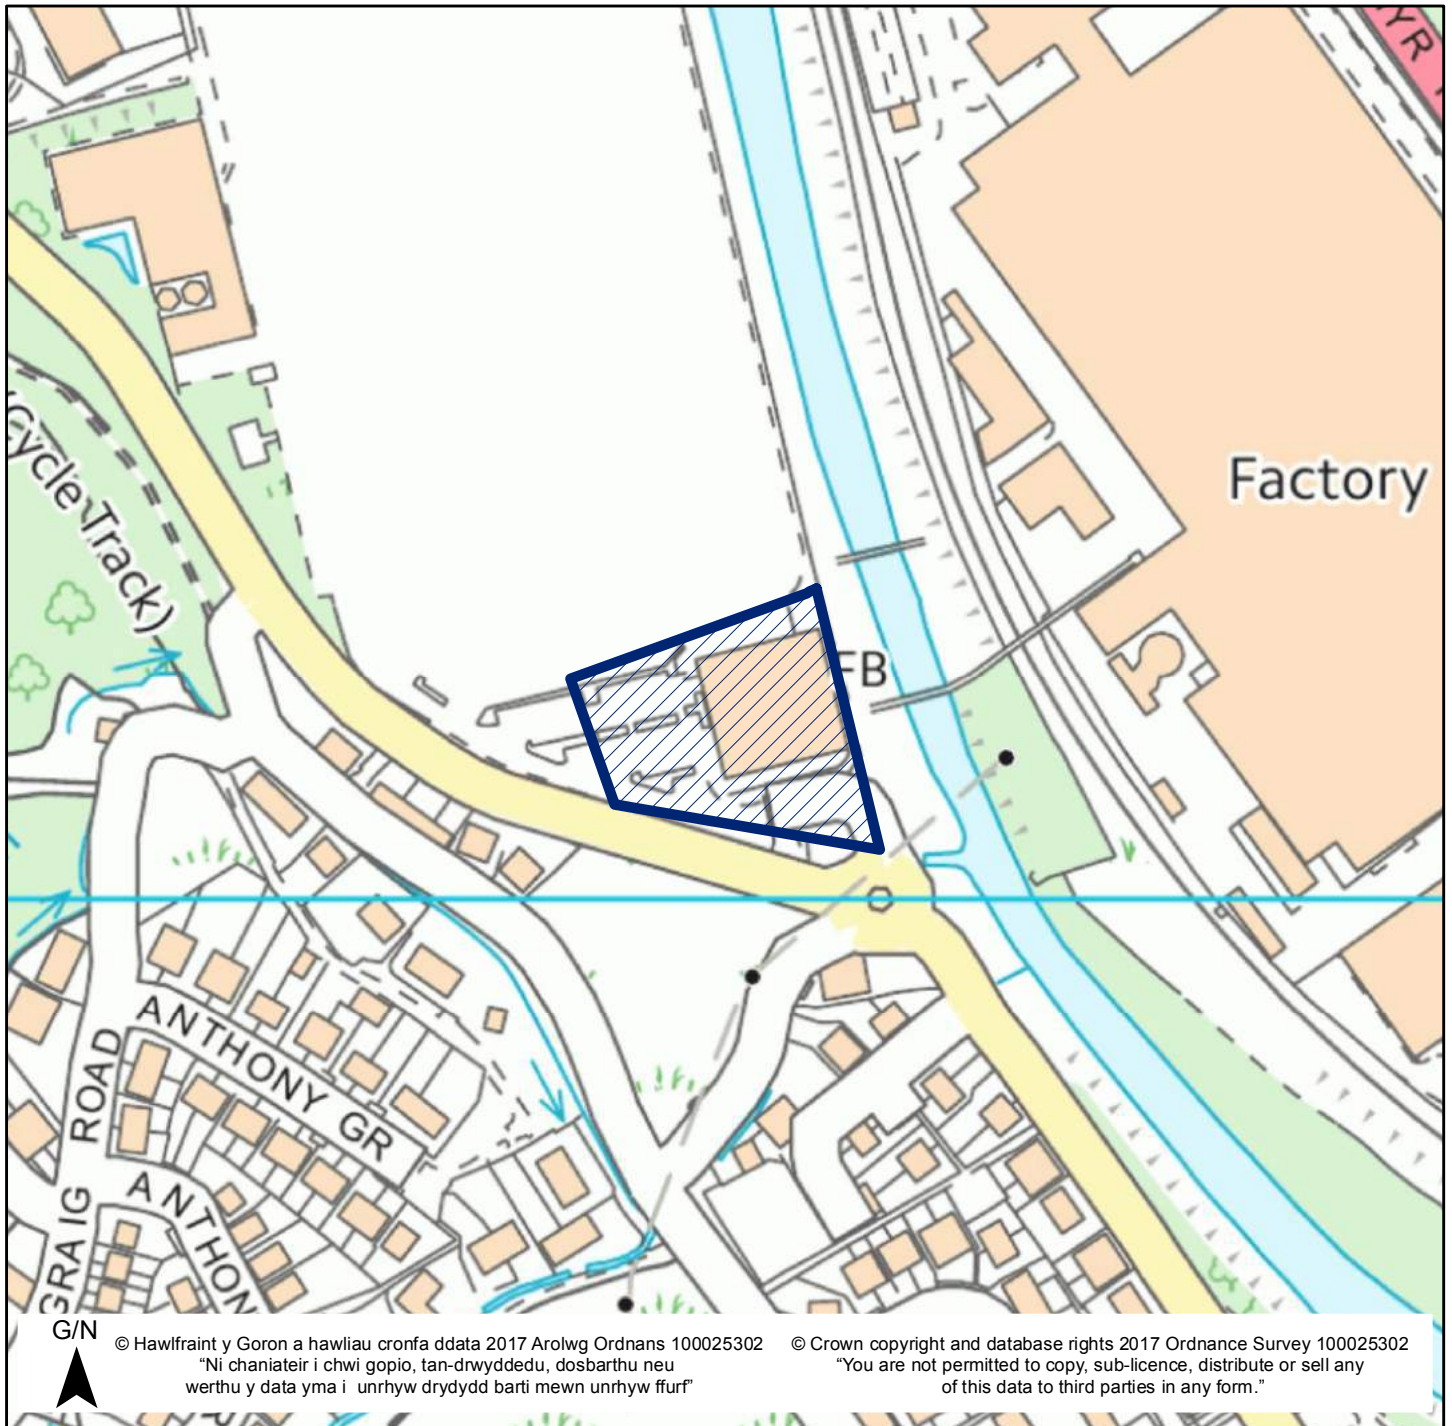 YR
(Cycle Track)
Factory
FB
ANTHONY GR
GRAIG ROAD
ANTHON
G/N
© Hawlfraint y Goron a hawliau cronfa ddata 2017 Arolwg Ordnans 100025302
“Ni chaniateir i chwi gopio, tan-drwyddedu, dosbarthu neu
werthu y data yma i unrhyw drydydd barti mewn unrhyw ffurf”
© Crown copyright and database rights 2017 Ordnance Survey 100025302
“You are not permitted to copy, sub-licence, distribute or sell any
of this data to third parties in any form.”